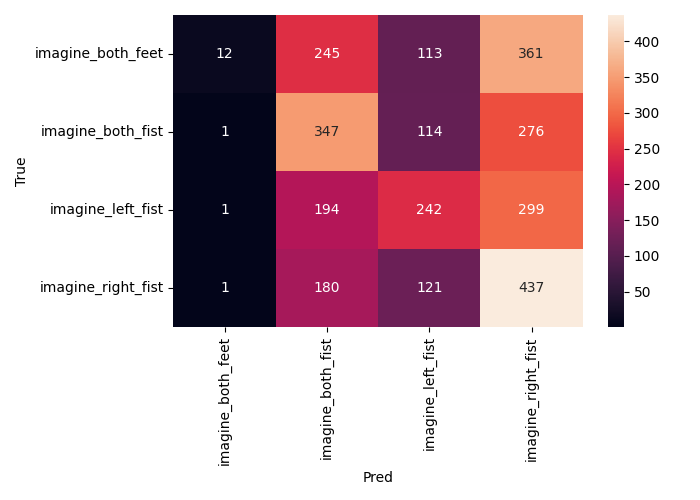 imagine_both_feet 12 245 113 361
imagine_both_fist 1 347 114 276
imagine_left_fist 1 194 242 299
imagine_right_fist 1 180 121 437
True
imagine_both_feet
imagine_both_fist
imagine_left_fist
imagine_right_fist
Pred
400
350
300
250
200
150
100
50